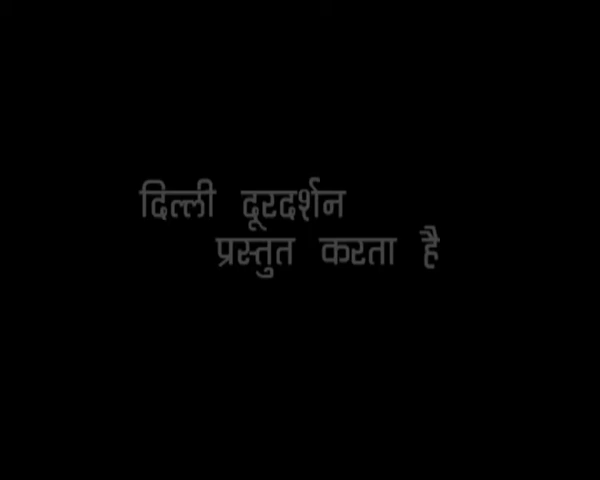 दिल्ली दूरदर्शन
प्रस्तुत करता है